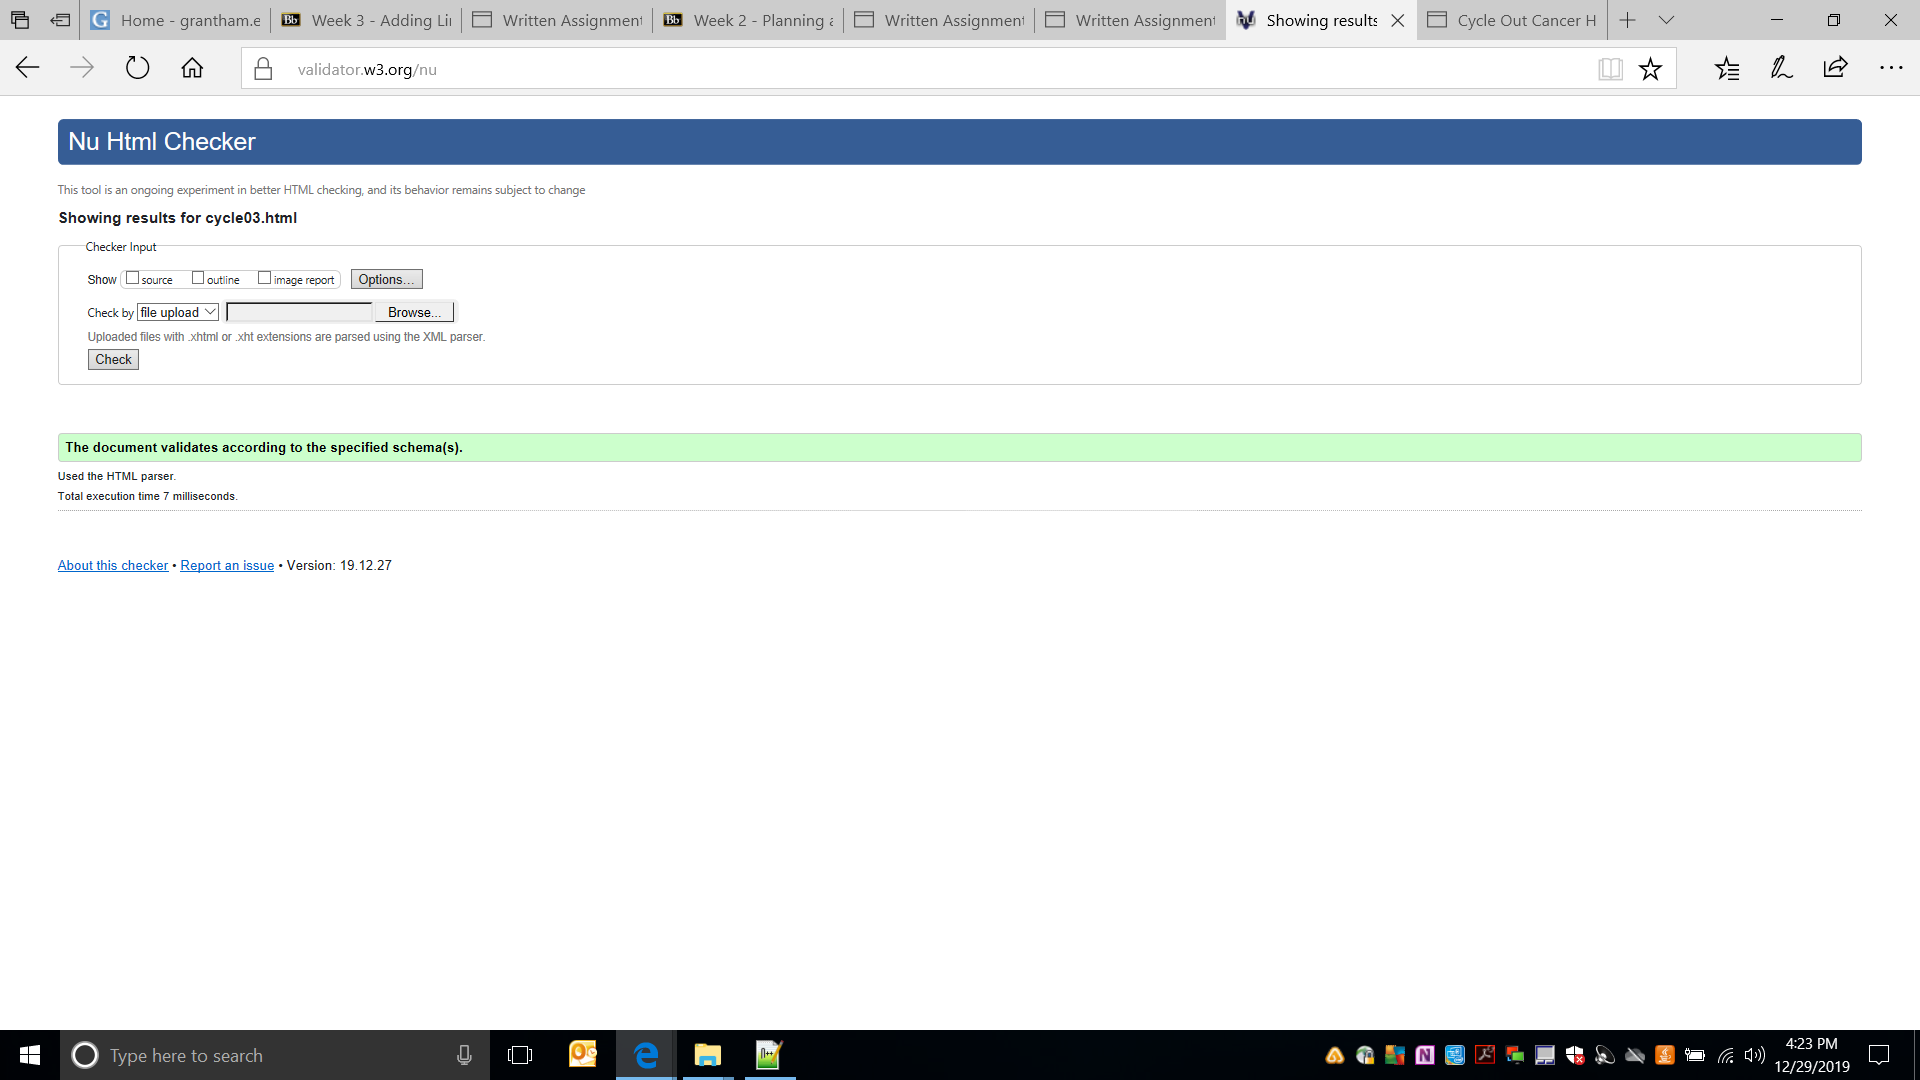 Home - grantham.e
Week 3 - Adding Li
Written Assignment
Week 2 - Planning a
Written Assignment
Written Assignment
Showing results
Cycle Out Cancer H
validator.w3.org/nu
Nu Html Checker
This tool is an ongoing experiment in better HTML checking, and its behavior remains subject to change
Showing results for cycle03.html
Checker Input
Show source outline image report Options...
Check by file upload Browse...
Uploaded files with .xhtml or .xht extensions are parsed using the XML parser.
Check
The document validates according to the specified schema(s).
Used the HTML parser.
Total execution time 7 milliseconds.
About this checker • Report an issue • Version: 19.12.27
Type here to search
4:23 PM
12/29/2019